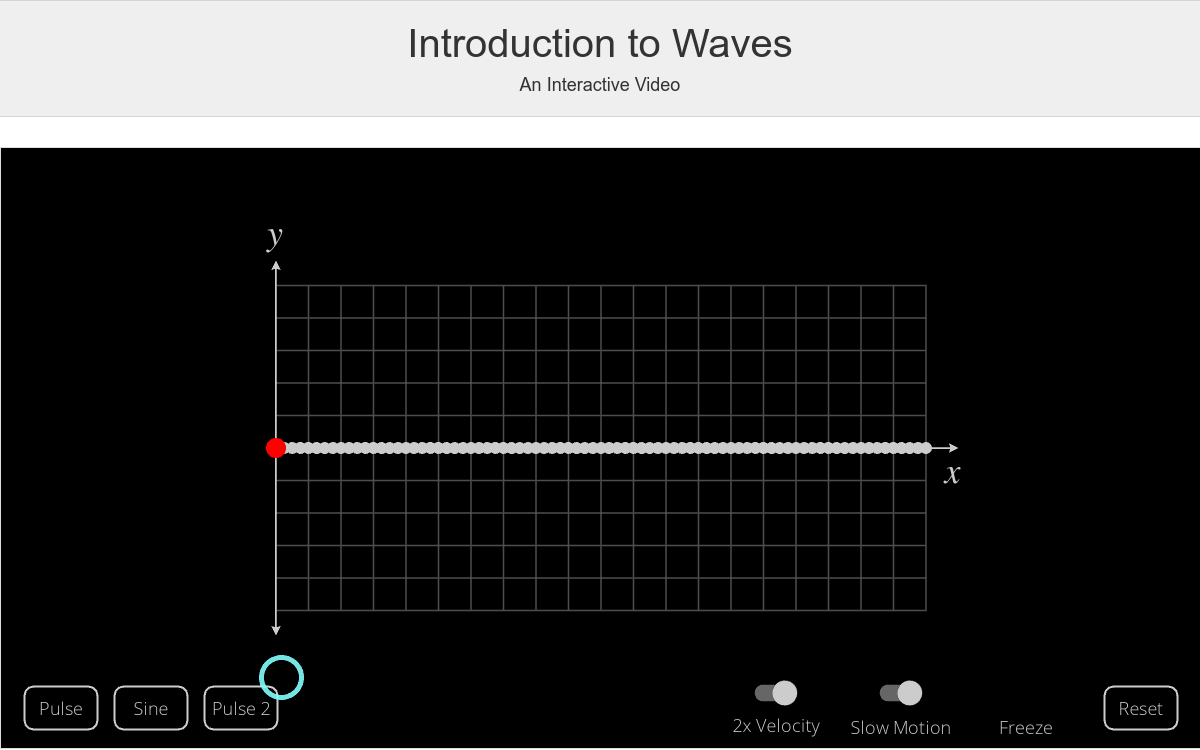 Introduction to Waves
An Interactive Video
y
x
Pulse
Sine
Pulse 2
2x Velocity
Slow Motion
Freeze
Reset